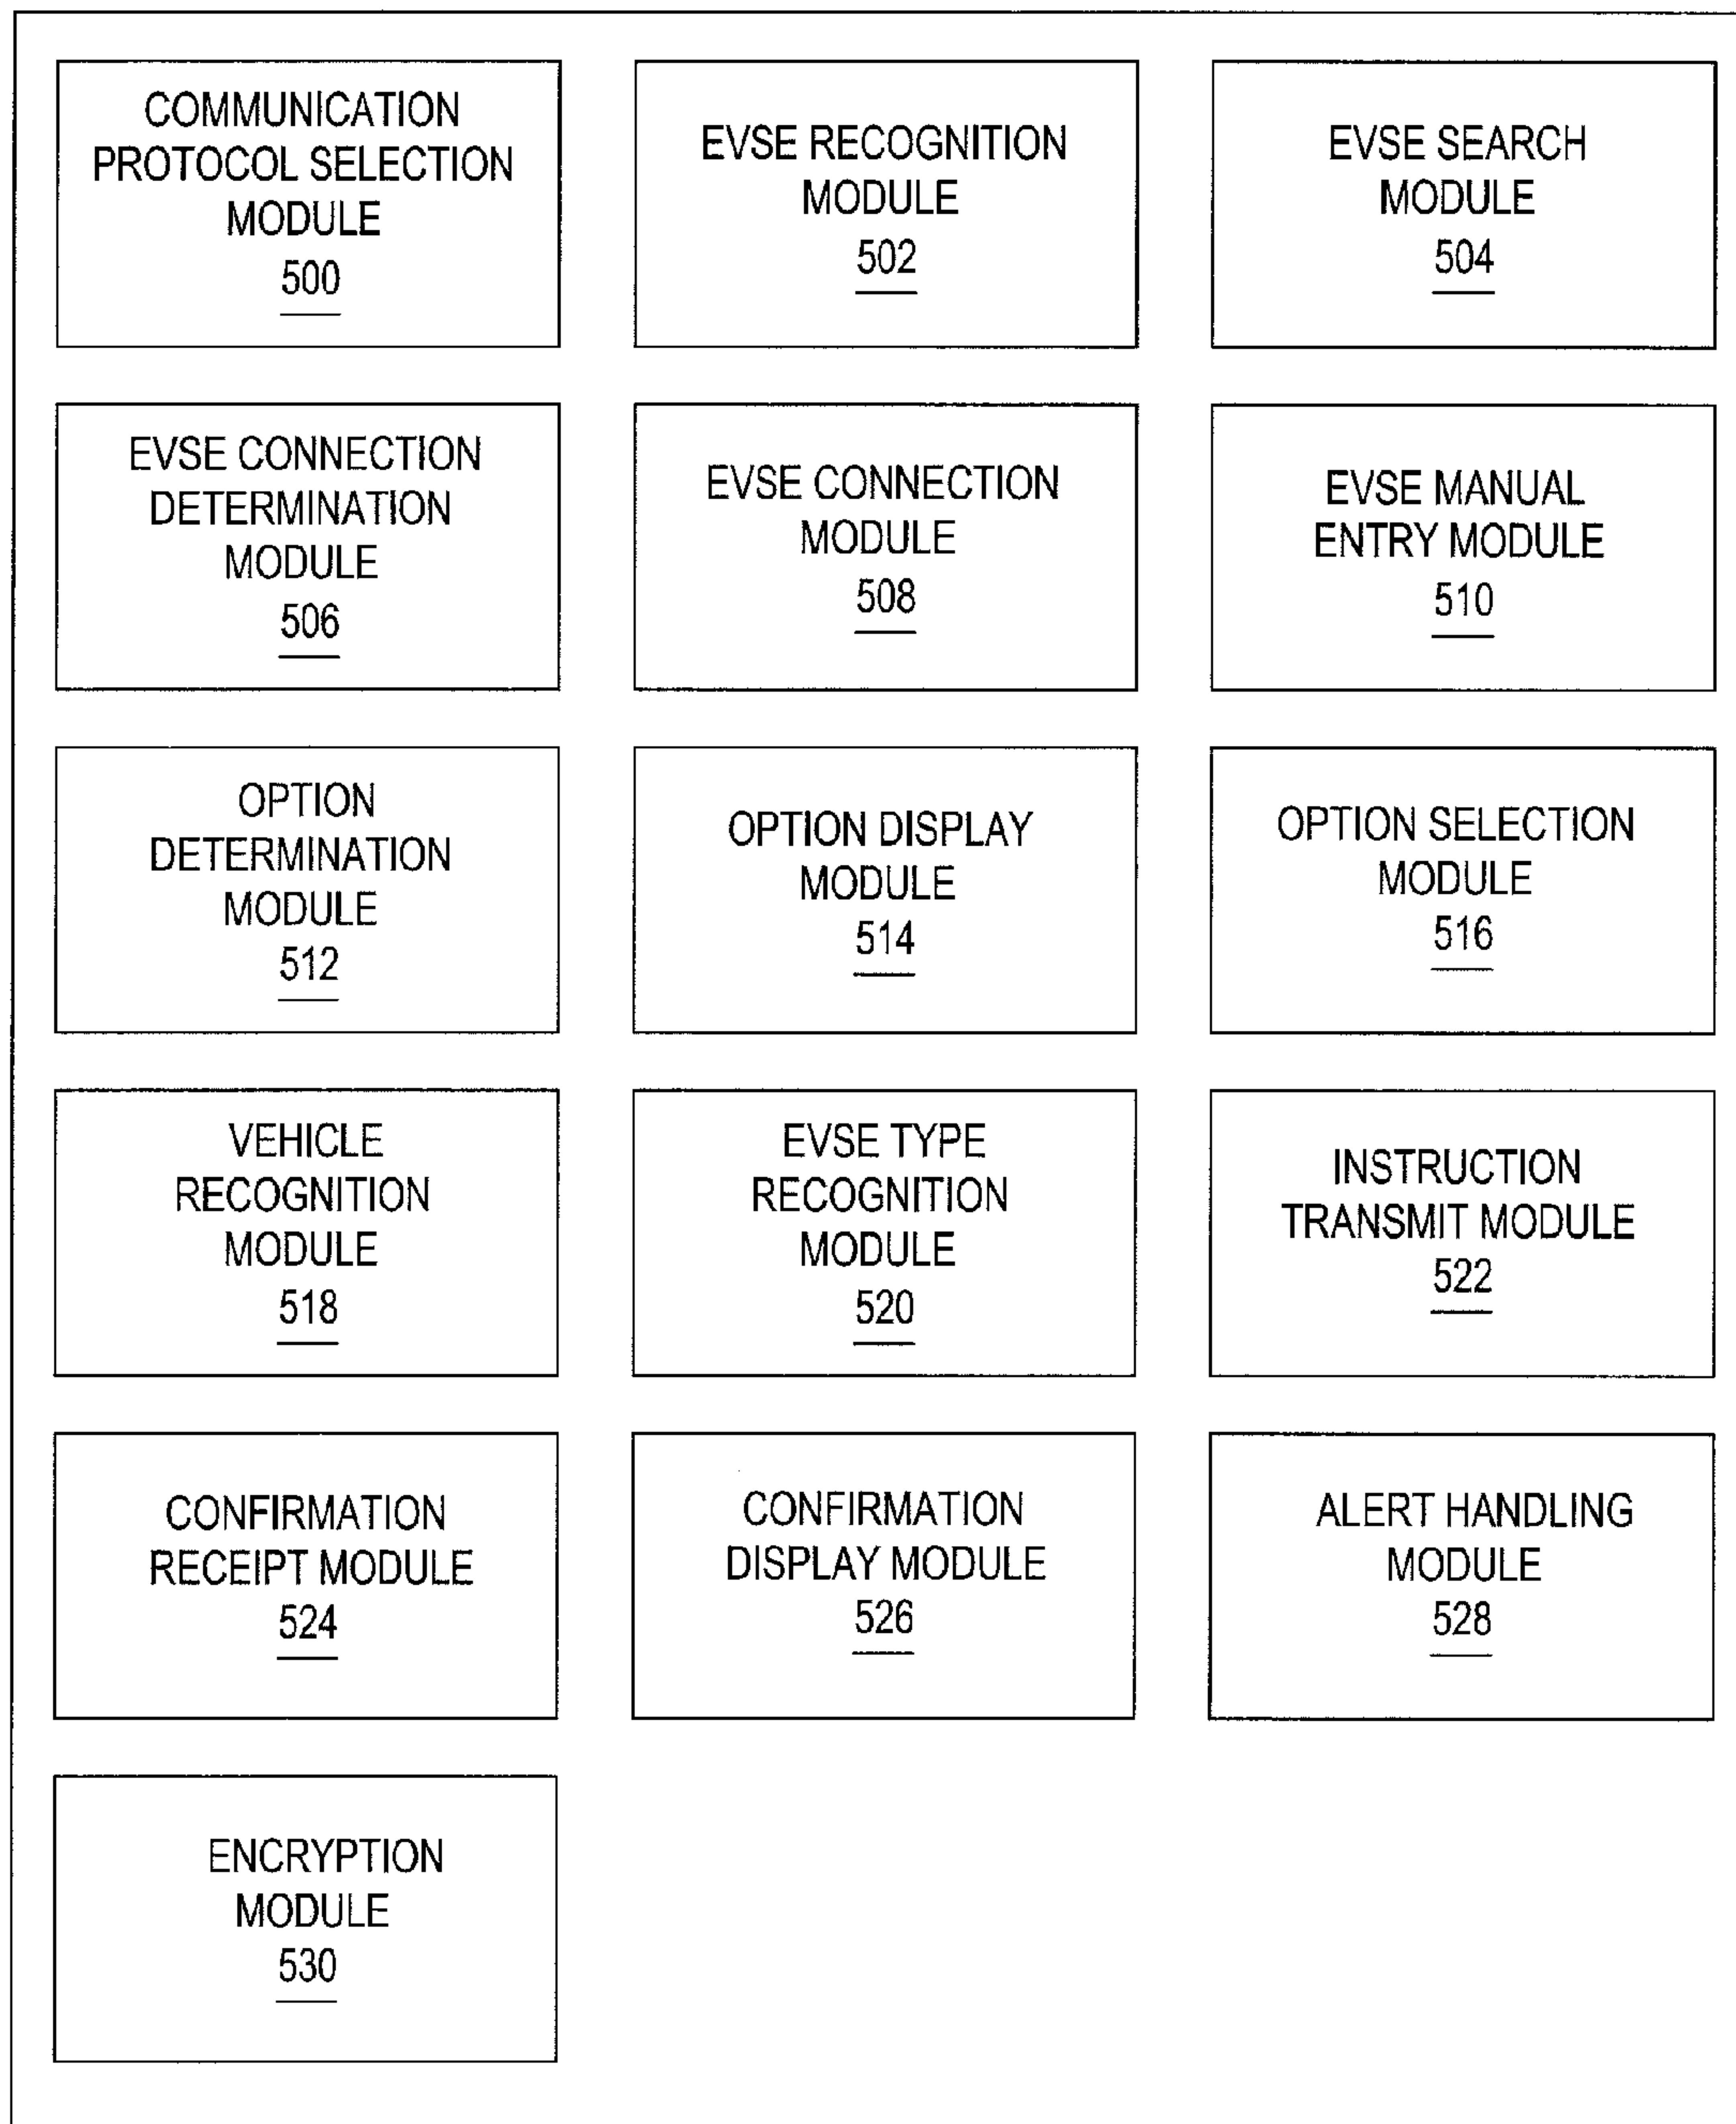 COMMUNICATION
PROTOCOL SELECTION
MODULE
500
EVSE RECOGNITION
MODULE
502
EVSE SEARCH
MODULE
504
EVSE CONNECTION
DETERMINATION
MODULE
506
EVSE CONNECTION
MODULE
508
EVSE MANUAL
ENTRY MODULE
510
OPTION
DETERMINATION
MODULE
512
OPTION DISPLAY
MODULE
514
OPTION SELECTION
MODULE
516
VEHICLE
RECOGNITION
MODULE
518
EVSE TYPE
RECOGNITION
MODULE
520
INSTRUCTION
TRANSMIT MODULE
522
CONFIRMATION
RECEIPT MODULE
524
CONFIRMATION
DISPLAY MODULE
526
ALERT HANDLING
MODULE
528
ENCRYPTION
MODULE
530